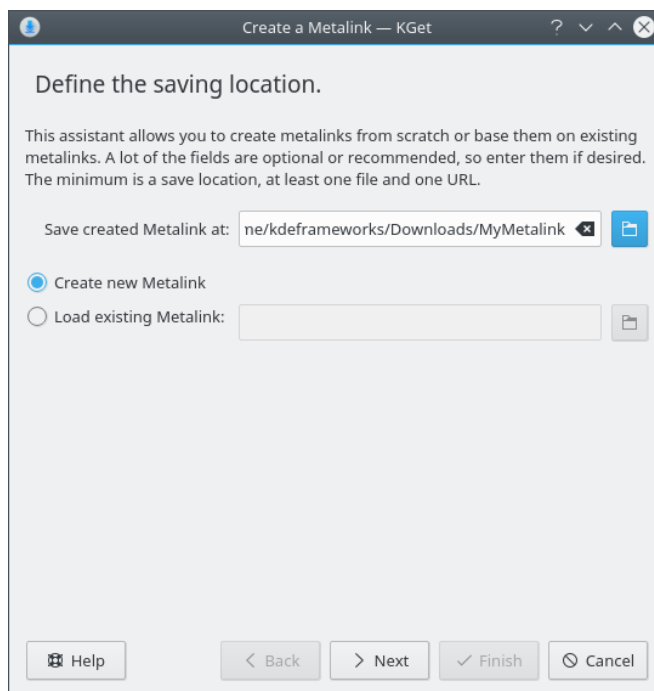 Create a Metalink — KGet
Define the saving location.
This assistant allows you to create metalinks from scratch or base them on existing
metalinks. A lot of the fields are optional or recommended, so enter them if desired.
The minimum is a save location, at least one file and one URL.
Save created Metalink at: ne/kdeframeworks/Downloads/MyMetalink
Create new Metalink
Load existing Metalink:
Help < Back > Next Finish Cancel